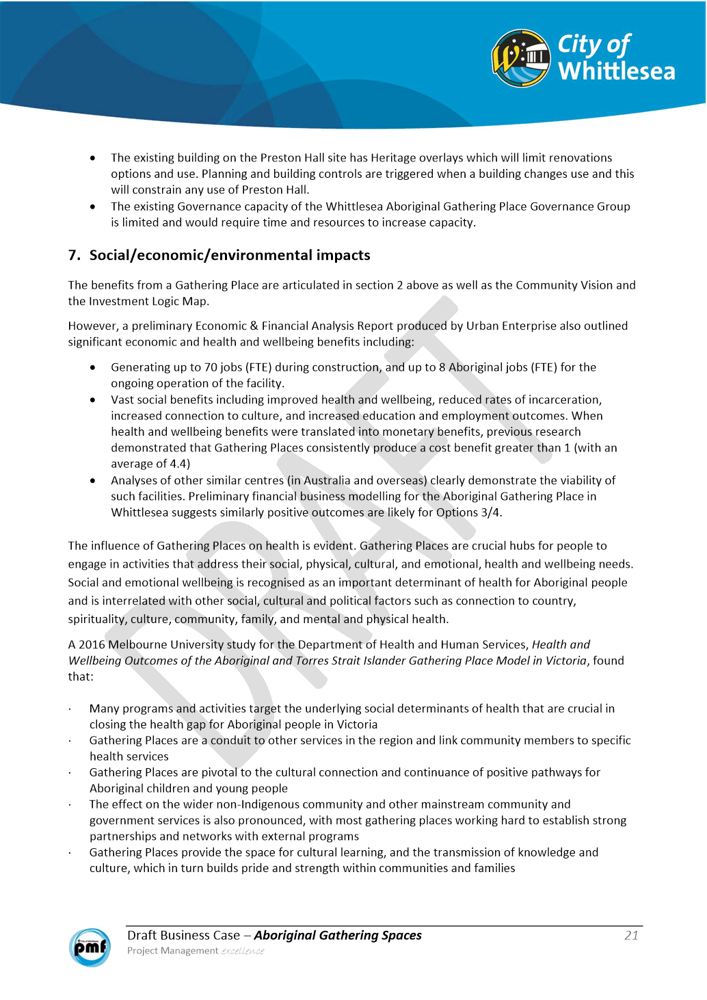 City of
Whittlesea
• The existing building on the Preston Hall site has Heritage overlays which will limit renovations
options and use. Planning and building controls are triggered when a building changes use and this
will constrain any use of Preston Hall.
• The existing Governance capacity of the Whittlesea Aboriginal Gathering Place Governance Group
is limited and would require time and resources to increase capacity.
7. Social/economic/environmental impacts
The benefits from a Gathering Place are articulated in section 2 above as well as the Community Vision and
the Investment Logic Map.
However, a preliminary Economic & Financial Analysis Report produced by Urban Enterprise also outlined
significant economic and health and wellbeing benefits including:
• Generating up to 70 jobs (FTE) during construction, and up to 8 Aboriginal jobs (FTE) for the
ongoing operation of the facility.
• Vast social benefits including improved health and wellbeing, reduced rates of incarceration,
increased connection to culture, and increased education and employment outcomes. When
health and wellbeing benefits were translated into monetary benefits, previous research
demonstrated that Gathering Places consistently produce a cost benefit greater than 1 (with an
average of 4.4)
• Analyses of other similar centres (in Australia and overseas) clearly demonstrate the viability of
such facilities. Preliminary financial business modelling for the Aboriginal Gathering Place in
Whittlesea suggests similarly positive outcomes are likely for Options 3/4.
The influence of Gathering Places on health is evident. Gathering Places are crucial hubs for people to
engage in activities that address their social, physical, cultural, and emotional, health and wellbeing needs.
Social and emotional wellbeing is recognised as an important determinant of health for Aboriginal people
and is interrelated with other social, cultural and political factors such as connection to country,
spirituality, culture, community, family, and mental and physical health.
A 2016 Melbourne University study for the Department of Health and Human Services, Health and
Wellbeing Outcomes of the Aboriginal and Torres Strait Islander Gathering Place Model in Victoria, found
that:
· Many programs and activities target the underlying social determinants of health that are crucial in
closing the health gap for Aboriginal people in Victoria
· Gathering Places are a conduit to other services in the region and link community members to specific
health services
· Gathering Places are pivotal to the cultural connection and continuance of positive pathways for
Aboriginal children and young people
· The effect on the wider non-Indigenous community and other mainstream community and
government services is also pronounced, with most gathering places working hard to establish strong
partnerships and networks with external programs
· Gathering Places provide the space for cultural learning, and the transmission of knowledge and
culture, which in turn builds pride and strength within communities and families
DRAFT
pmf
Draft Business Case – Aboriginal Gathering Spaces 21
Project Management excellence